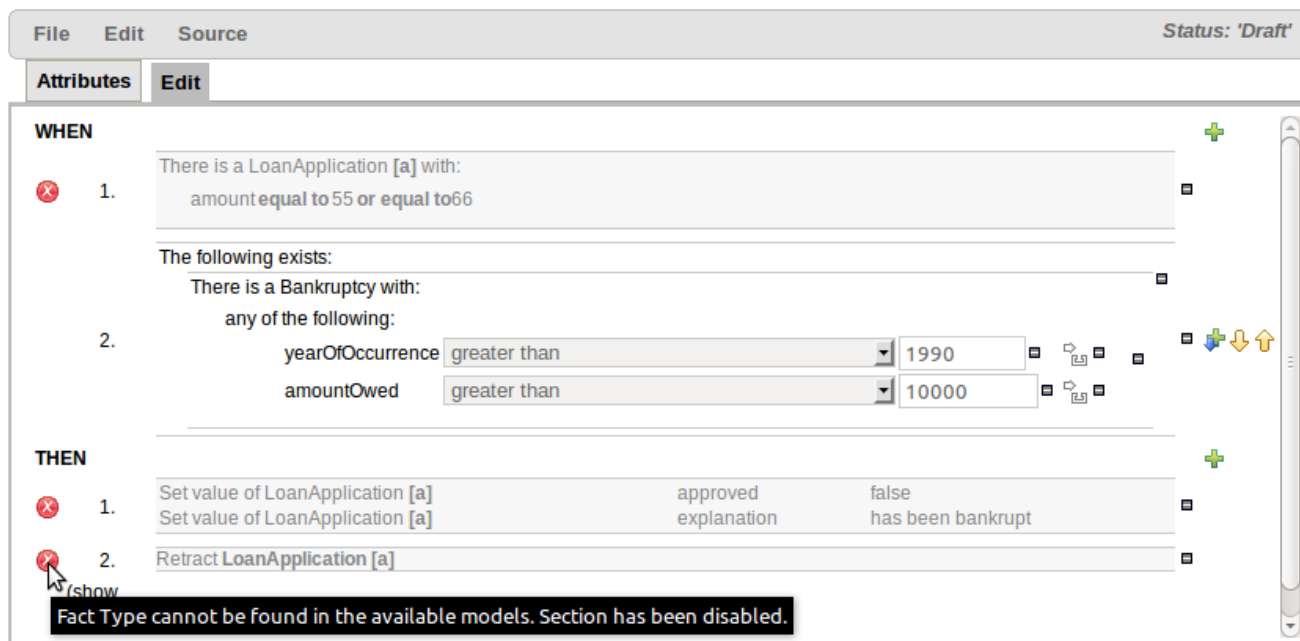 File Edit Source Status: 'Draft'
Attributes Edit
WHEN
There is a LoanApplication [a] with:
1.
amount equal to 55 or equal to66
The following exists:
There is a Bankruptcy with:
any of the following:
2.
yearOfOccurrence greater than 1990
amountOwed greater than 10000
THEN
1.
Set value of LoanApplication [a] approved false
Set value of LoanApplication [a] explanation has been bankrupt
2. Retract LoanApplication [a]
(show
Fact Type cannot be found in the available models. Section has been disabled.